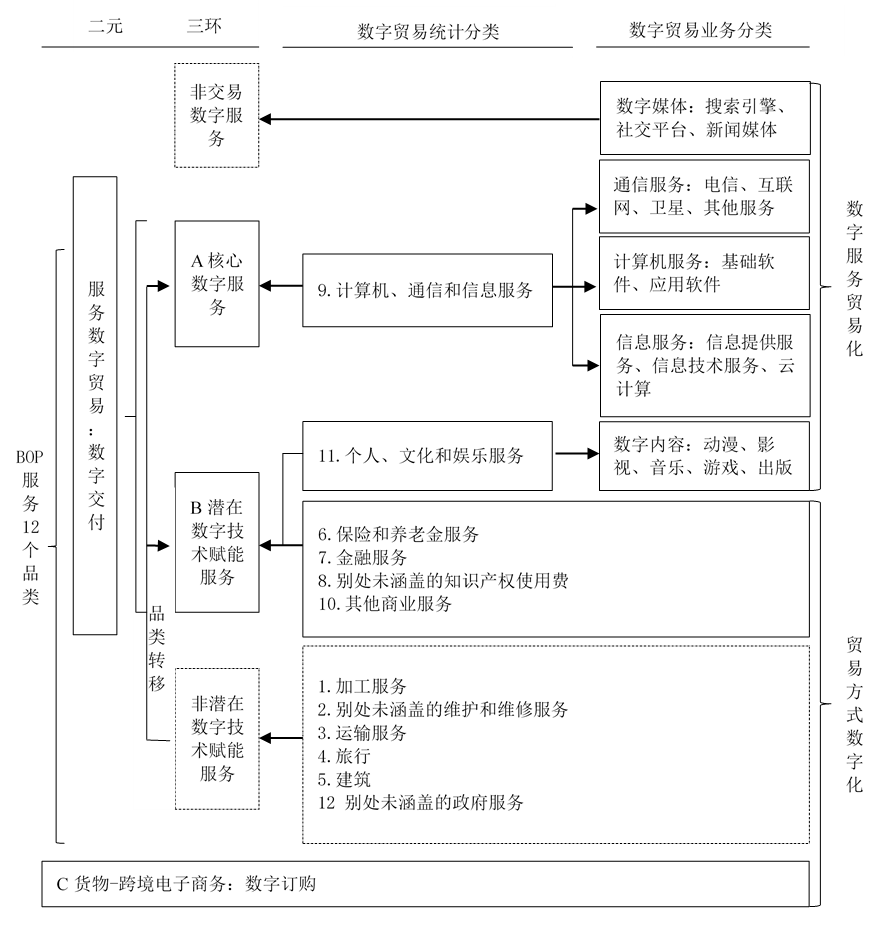 二元
三环
数字贸易统计分类
数字贸易业务分类
非交易
数字服
务
数字媒体：搜索引擎、
社交平台、新闻媒体
通信服务：电信、互联
网、卫星、其他服务
A 核心
数字服
务
9.计算机、通信和信息服务
计算机服务：基础软
件、应用软件
信息服务：信息提供服
务、信息技术服务、云
计算
数字服务贸易化
服务数字贸易：数字交付
BOP
服务
12
个品类
11.个人、文化和娱乐服务
数字内容：动漫、影
视、音乐、游戏、出版
B 潜在
数字技
术赋能
服务
6.保险和养老金服务
7.金融服务
8.别处未涵盖的知识产权使用费
10.其他商业服务
品类转移
非潜在
数字技
术赋能
服务
1.加工服务
2.别处未涵盖的维护和维修服务
3.运输服务
4.旅行
5.建筑
12 别处未涵盖的政府服务
贸易方式数字化
C 货物-跨境电子商务：数字订购